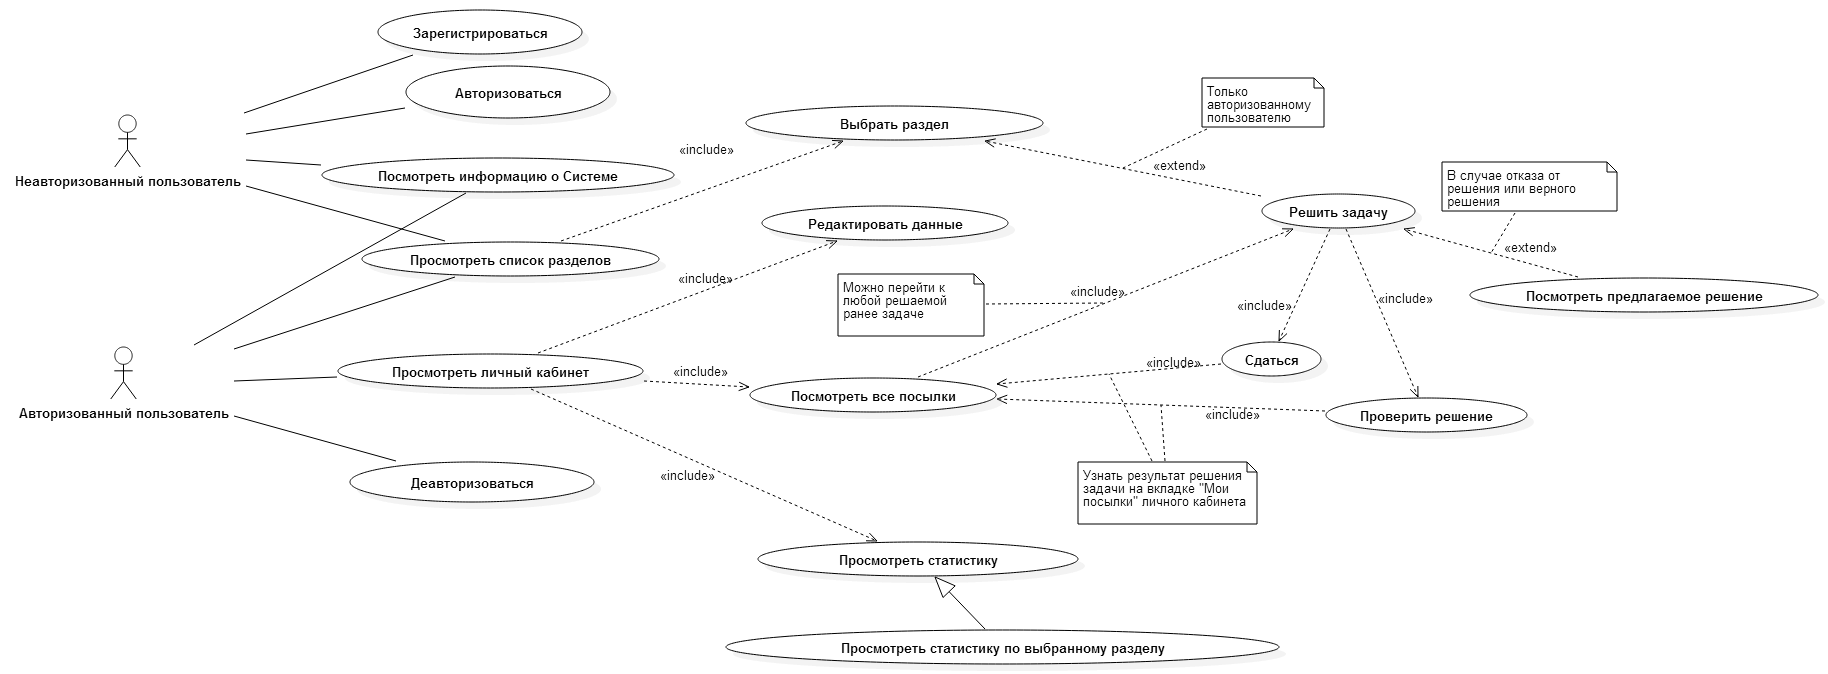 Зарегистрироваться
Авторизоваться
Только
авторизованному
пользователю
Выбрать раздел
«include»
«extend»
Неавторизованный пользователь
Посмотреть информацию о Системе
В случае отказа от
решения или верного
решения
Решить задачу
Редактировать данные
«extend»
Просмотреть список разделов
«include»
Можно перейти к
любой решаемой
ранее задаче
«include»
«include»
«include»
Посмотреть предлагаемое решение
Сдаться
«include»
Просмотреть личный кабинет
«include»
Посмотреть все посылки
Авторизованный пользователь
«include»
Проверить решение
Деавторизоваться
«include»
Узнать результат решения
задачи на вкладке "Мои
посылки" личного кабинета
Просмотреть статистику
Просмотреть статистику по выбранному разделу